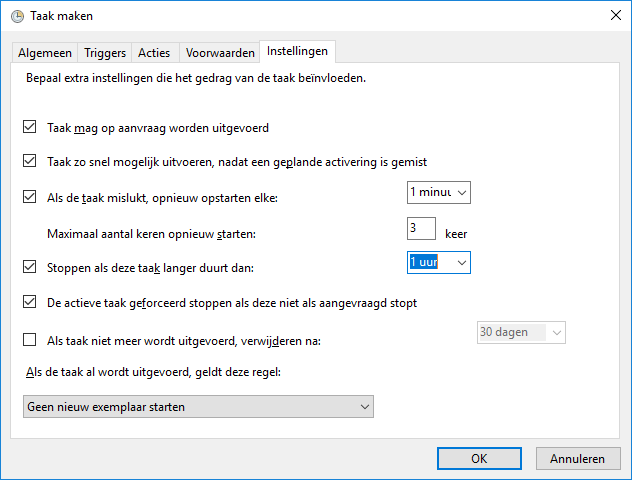 Taak maken
Algemeen Triggers Acties Voorwaarden Instellingen
Bepaal extra instellingen die het gedrag van de taak beïnvloeden.
Taak mag op aanvraag worden uitgevoerd
Taak zo snel mogelijk uitvoeren, nadat een geplande activering is gemist
Als de taak mislukt, opnieuw opstarten elke: 1 minuu
Maximaal aantal keren opnieuw starten: 3 keer
Stoppen als deze taak langer duurt dan: 1 uur
De actieve taak geforceerd stoppen als deze niet als aangevraagd stopt
Als taak niet meer wordt uitgevoerd, verwijderen na: 30 dagen
Als de taak al wordt uitgevoerd, geldt deze regel:
Geen nieuw exemplaar starten
OK Annuleren